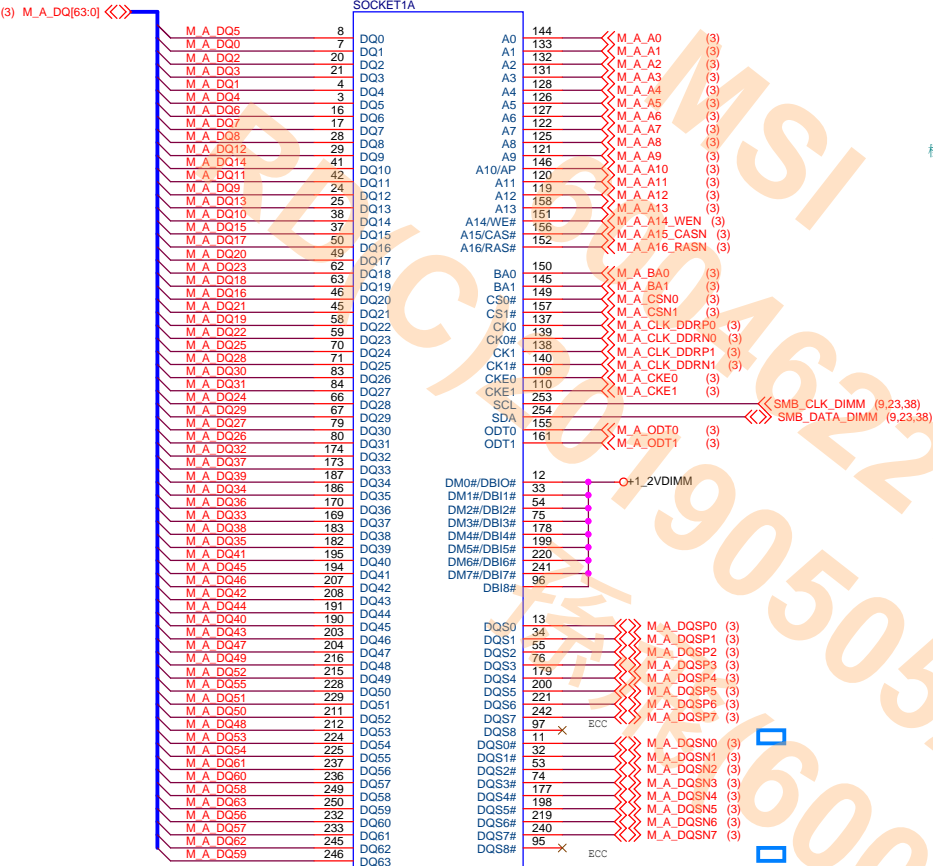 SOCKET1A
(3) M_A_DQ[63:0]
M_A_DQ5 8 DQ0
M_A_DQ0 7 DQ1
M_A_DQ2 20 DQ2
M_A_DQ3 21 DQ3
M_A_DQ1 4 DQ4
M_A_DQ4 3 DQ5
M_A_DQ6 16 DQ6
M_A_DQ7 17 DQ7
M_A_DQ8 28 DQ8
M_A_DQ12 29 DQ9
M_A_DQ14 41 DQ10
M_A_DQ11 42 DQ11
M_A_DQ9 24 DQ12
M_A_DQ13 25 DQ13
M_A_DQ10 38 DQ14
M_A_DQ15 37 DQ15
M_A_DQ17 50 DQ16
M_A_DQ20 49 DQ17
M_A_DQ23 62 DQ18
M_A_DQ18 63 DQ19
M_A_DQ16 46 DQ20
M_A_DQ21 45 DQ21
M_A_DQ19 58 DQ22
M_A_DQ22 59 DQ23
M_A_DQ25 70 DQ24
M_A_DQ28 71 DQ25
M_A_DQ30 83 DQ26
M_A_DQ31 84 DQ27
M_A_DQ24 66 DQ28
M_A_DQ29 67 DQ29
M_A_DQ27 79 DQ30
M_A_DQ26 80 DQ31
M_A_DQ32 174 DQ32
M_A_DQ37 173 DQ33
M_A_DQ39 187 DQ34
M_A_DQ34 186 DQ35
M_A_DQ36 170 DQ36
M_A_DQ33 169 DQ37
M_A_DQ38 183 DQ38
M_A_DQ35 182 DQ39
M_A_DQ41 195 DQ40
M_A_DQ45 194 DQ41
M_A_DQ46 207 DQ42
M_A_DQ42 208 DQ43
M_A_DQ44 191 DQ44
M_A_DQ40 190 DQ45
M_A_DQ43 203 DQ46
M_A_DQ47 204 DQ47
M_A_DQ49 216 DQ48
M_A_DQ52 215 DQ49
M_A_DQ55 228 DQ50
M_A_DQ51 229 DQ51
M_A_DQ50 211 DQ52
M_A_DQ48 212 DQ53
M_A_DQ53 224 DQ54
M_A_DQ54 225 DQ55
M_A_DQ61 237 DQ56
M_A_DQ60 236 DQ57
M_A_DQ58 249 DQ58
M_A_DQ63 250 DQ59
M_A_DQ56 232 DQ60
M_A_DQ57 233 DQ61
M_A_DQ62 245 DQ62
M_A_DQ59 246 DQ63
A0 144 M_A_A0 (3)
A1 133 M_A_A1 (3)
A2 132 M_A_A2 (3)
A3 131 M_A_A3 (3)
A4 128 M_A_A4 (3)
A5 126 M_A_A5 (3)
A6 127 M_A_A6 (3)
A7 122 M_A_A7 (3)
A8 125 M_A_A8 (3)
A9 121 M_A_A9 (3)
A10/AP 146 M_A_A10 (3)
A11 120 M_A_A11 (3)
A12 119 M_A_A12 (3)
A13 158 M_A_A13 (3)
A14/WE# 151 M_A_A14_WEN (3)
A15/CAS# 156 M_A_A15_CASN (3)
A16/RAS# 152 M_A_A16_RASN (3)
BA0 150 M_A_BA0 (3)
BA1 145 M_A_BA1 (3)
CS0# 149 M_A_CSN0 (3)
CS1# 157 M_A_CSN1 (3)
CK0 137 M_A_CLK_DDRP0 (3)
CK0# 139 M_A_CLK_DDRN0 (3)
CK1 138 M_A_CLK_DDRP1 (3)
CK1# 140 M_A_CLK_DDRN1 (3)
CKE0 109 M_A_CKE0 (3)
CKE1 110 M_A_CKE1 (3)
SCL 253 SMB_CLK_DIMM (9,23,38)
SDA 254 SMB_DATA_DIMM (9,23,38)
ODT0 155 M_A_ODT0 (3)
ODT1 161 M_A_ODT1 (3)
DM0#/DBIO# 12 +1_2VDIMM
DM1#/DBI1# 33
DM2#/DBI2# 54
DM3#/DBI3# 75
DM4#/DBI4# 178
DM5#/DBI5# 199
DM6#/DBI6# 220
DM7#/DBI7# 241
DBI8# 96
DQS0 13 M_A_DQSP0 (3)
DQS1 34 M_A_DQSP1 (3)
DQS2 55 M_A_DQSP2 (3)
DQS3 76 M_A_DQSP3 (3)
DQS4 179 M_A_DQSP4 (3)
DQS5 200 M_A_DQSP5 (3)
DQS6 221 M_A_DQSP6 (3)
DQS7 242 M_A_DQSP7 (3)
DQS8 97 ECC
DQS0# 11 M_A_DQSN0 (3)
DQS1# 32 M_A_DQSN1 (3)
DQS2# 53 M_A_DQSN2 (3)
DQS3# 74 M_A_DQSN3 (3)
DQS4# 177 M_A_DQSN4 (3)
DQS5# 198 M_A_DQSN5 (3)
DQS6# 219 M_A_DQSN6 (3)
DQS7# 240 M_A_DQSN7 (3)
DQS8# 95 ECC
MSI